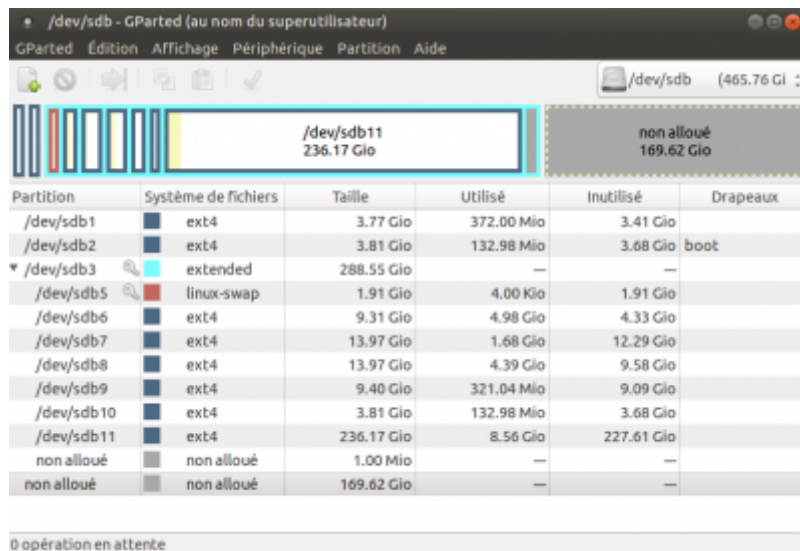 /dev/sdb - GParted (au nom du superutilisateur)
GParted Édition Affichage Périphérique Partition Aide
/dev/sdb (465.76 Gi
/dev/sdb11
236.17 Gio
non alloué
169.62 Gio
Partition Système de fichiers Taille Utilisé Inutilisé Drapeaux
/dev/sdb1 ext4 3.77 Gio 372.00 Mio 3.41 Gio
/dev/sdb2 ext4 3.81 Gio 132.98 Mio 3.68 Gio boot
/dev/sdb3 extended 288.55 Gio — —
/dev/sdb5 linux-swap 1.91 Gio 4.00 Kio 1.91 Gio
/dev/sdb6 ext4 9.31 Gio 4.98 Gio 4.33 Gio
/dev/sdb7 ext4 13.97 Gio 1.68 Gio 12.29 Gio
/dev/sdb8 ext4 13.97 Gio 4.39 Gio 9.58 Gio
/dev/sdb9 ext4 9.40 Gio 321.04 Mio 9.09 Gio
/dev/sdb10 ext4 3.81 Gio 132.98 Mio 3.68 Gio
/dev/sdb11 ext4 236.17 Gio 8.56 Gio 227.61 Gio
non alloué non alloué 1.00 Mio — —
non alloué non alloué 169.62 Gio — —
0 opération en attente